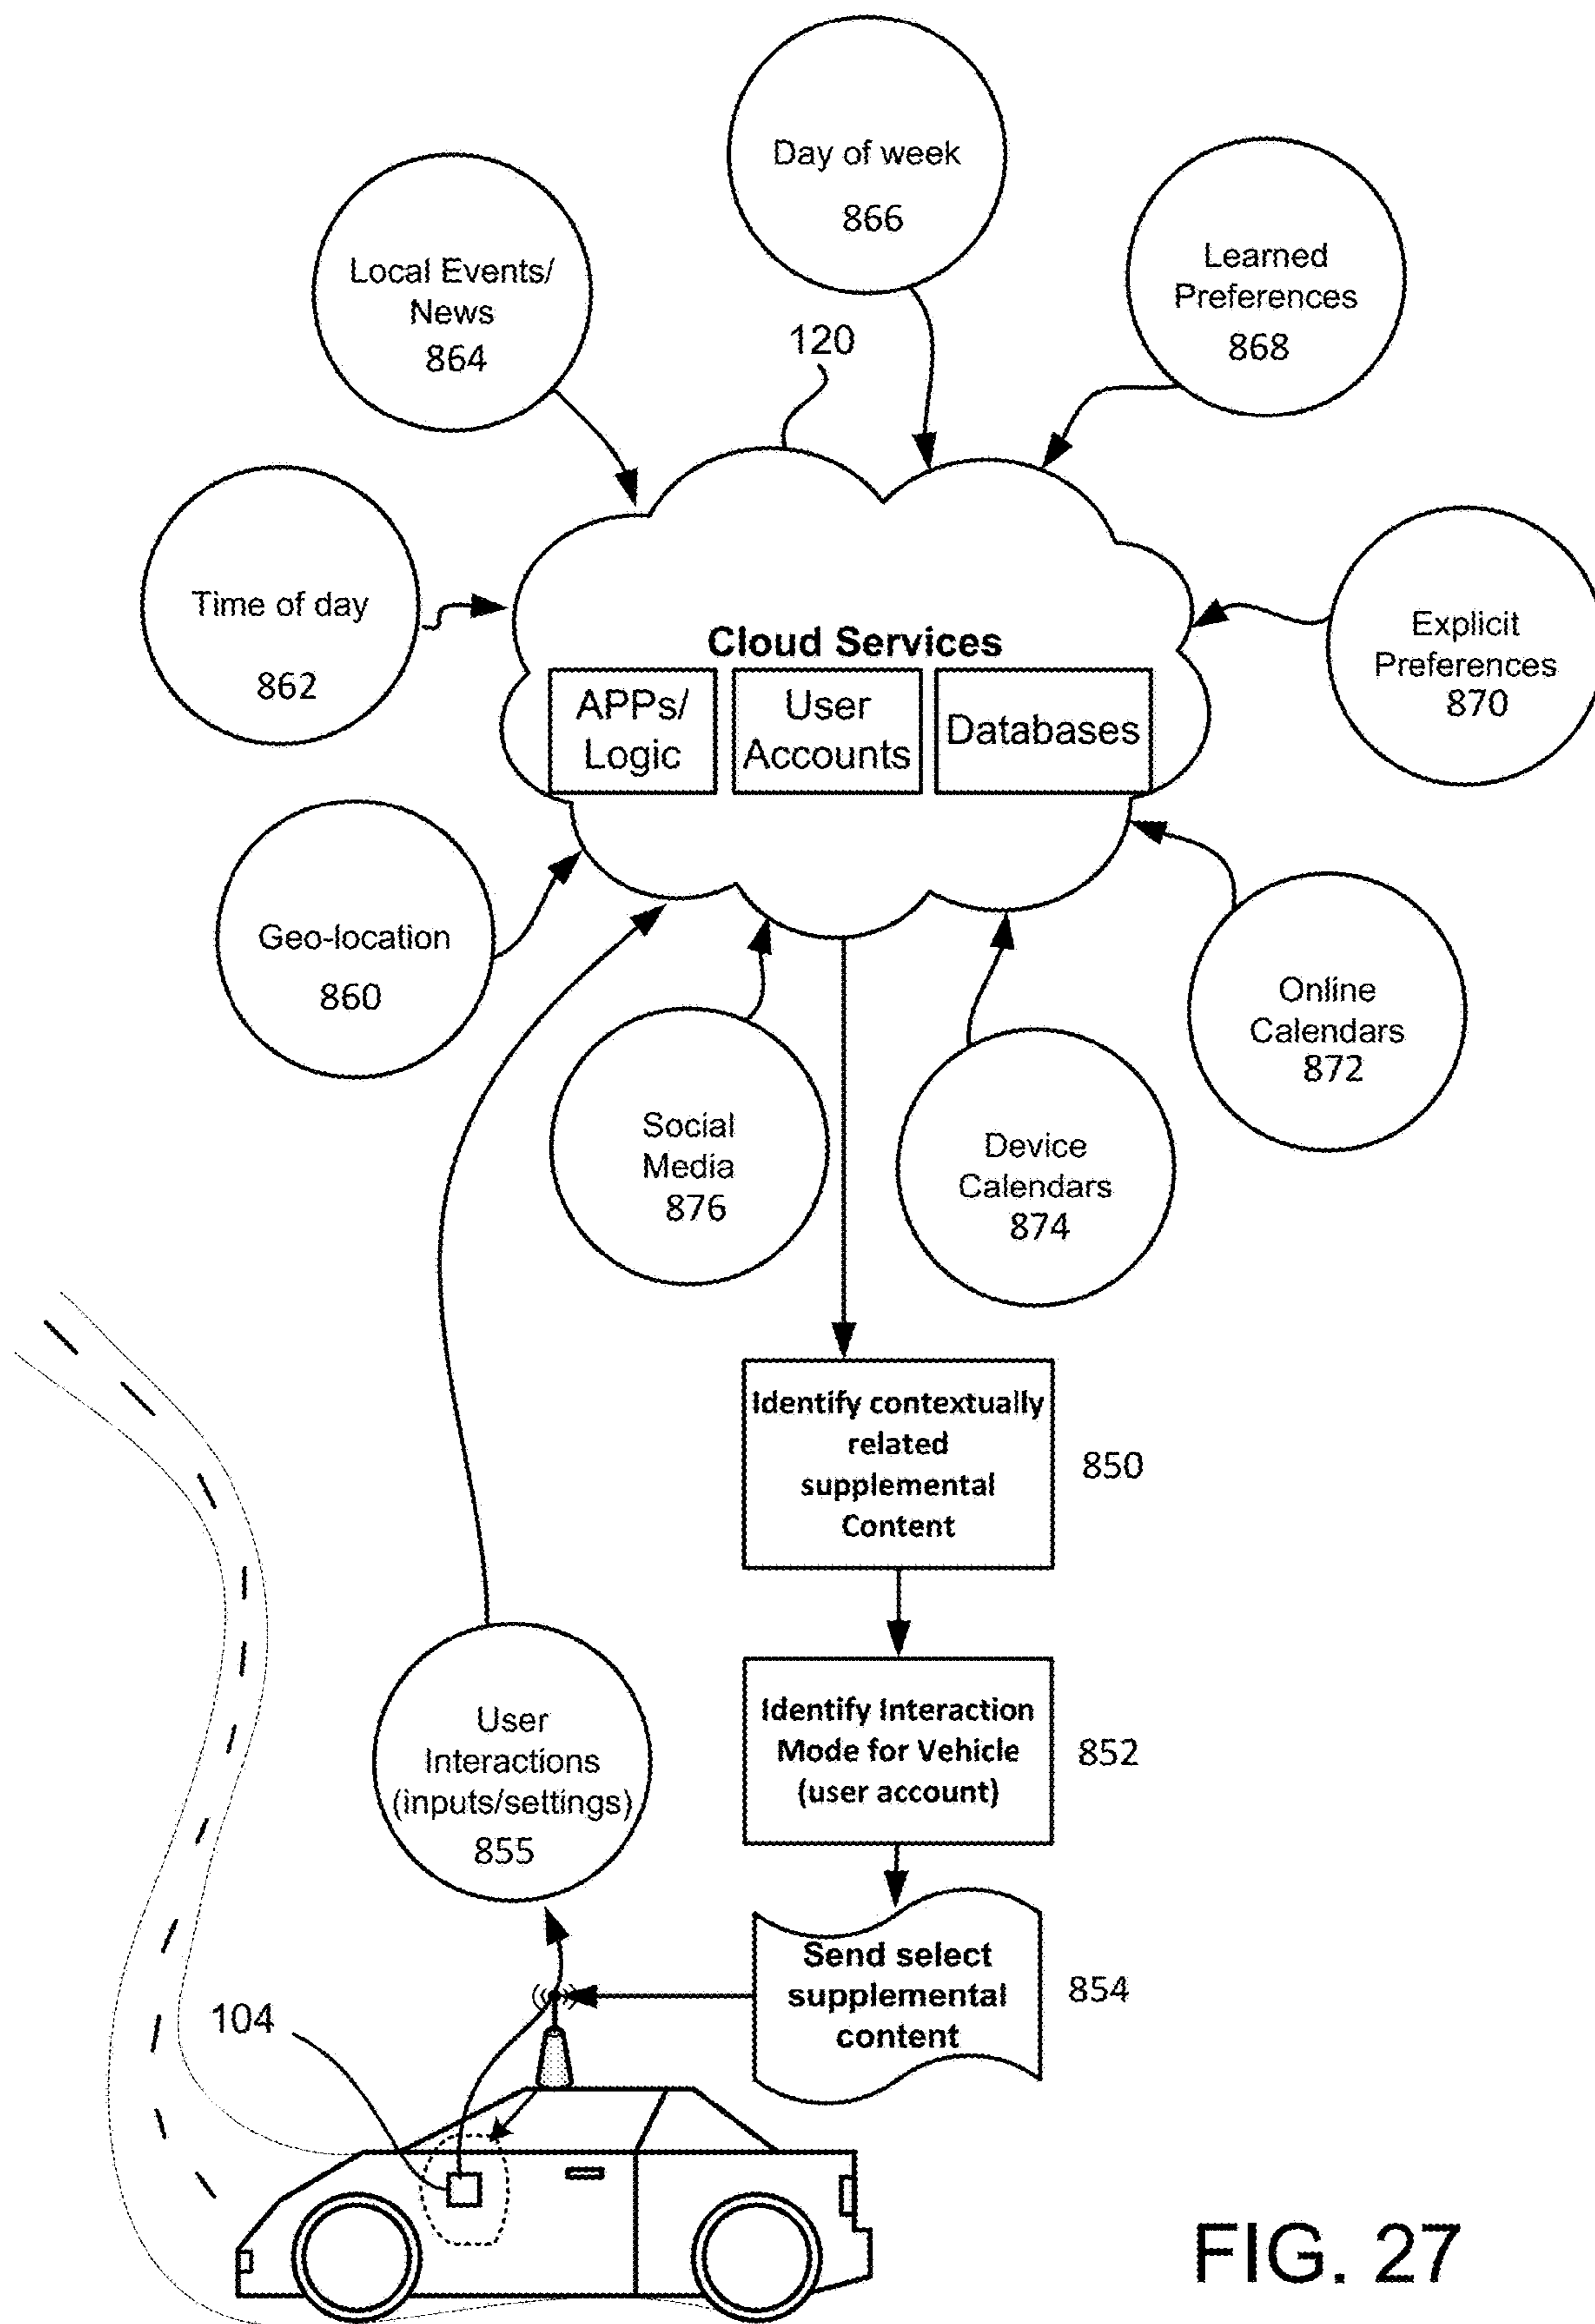 Day of week
866
Local Events/
News
864
Learned
Preferences
868
120
Time of day
862
Explicit
Preferences
870
Cloud Services
APPs/
Logic
User
Accounts
Databases
Geo-location
860
Online
Calendars
872
Social
Media
876
Device
Calendars
874
Identify contextually
related
supplemental
Content
850
Identify Interaction
Mode for Vehicle
(user account)
852
User
Interactions
(inputs/settings)
855
Send select
supplemental
content
854
104
FIG. 27